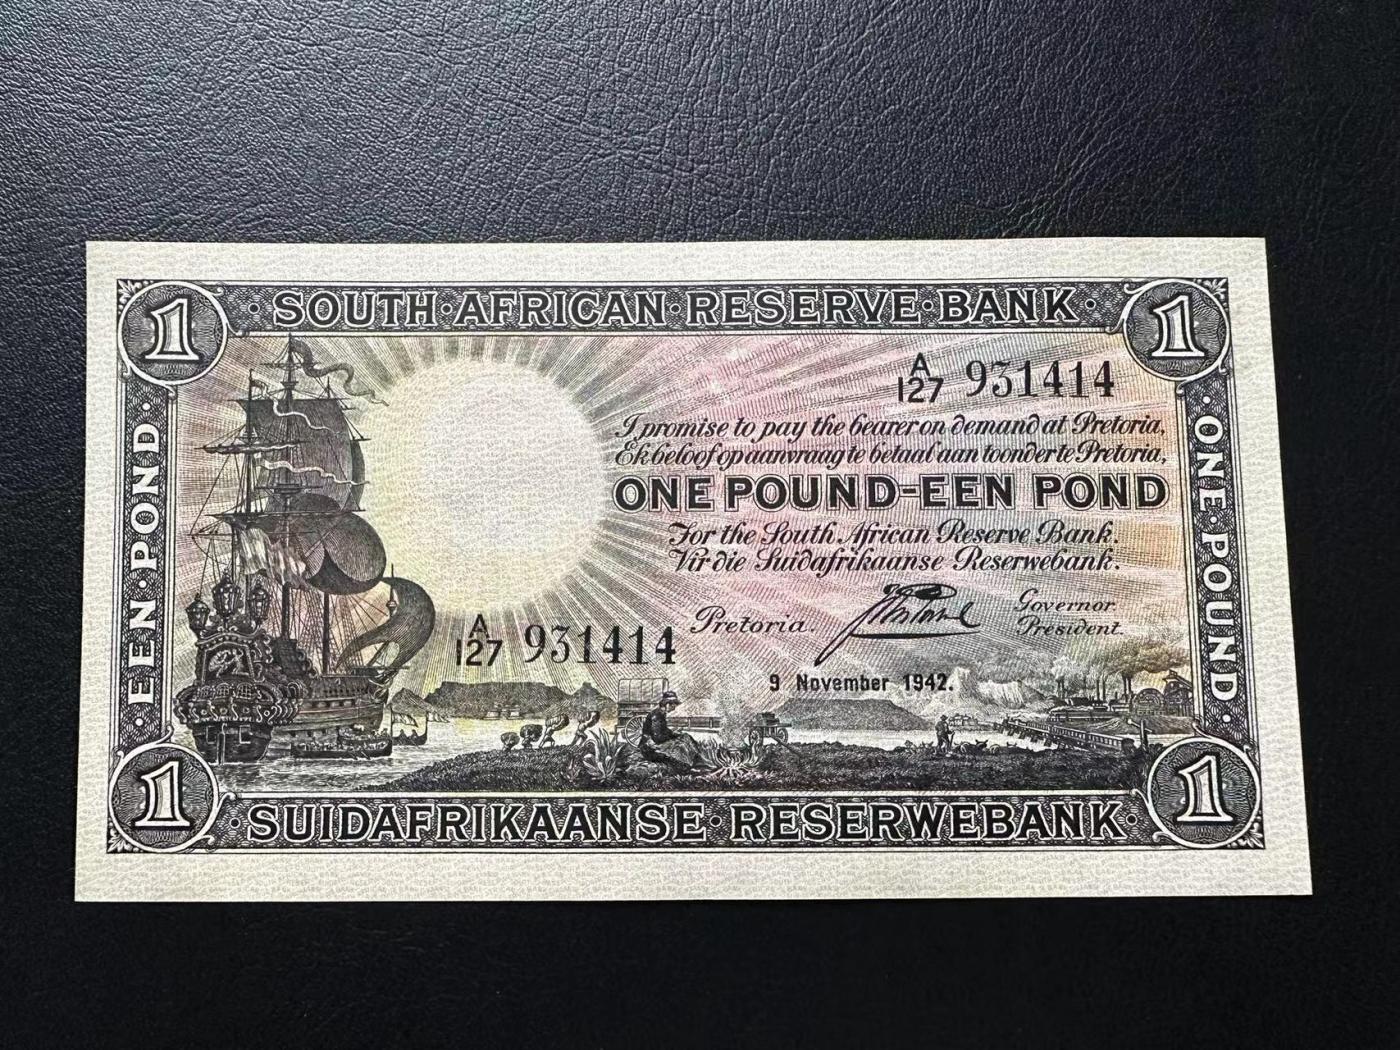 1 · SOUTH · AFRICAN · RESERVE · BANK · 1
A
127 931414
I promise to pay the bearer on demand at Pretoria,
Ek beloof op aanvraag te betaal aan toonder te Pretoria,
ONE POUND-EEN POND
For the South African Reserve Bank.
Vir die Suidafrikaanse Reserwebank.
Pretoria.
Governor
President.
A
127 931414
9 November 1942.
· EEN · POND ·
· ONE · POUND ·
1 · SUIDAFRIKAANSE · RESERWEBANK · 1